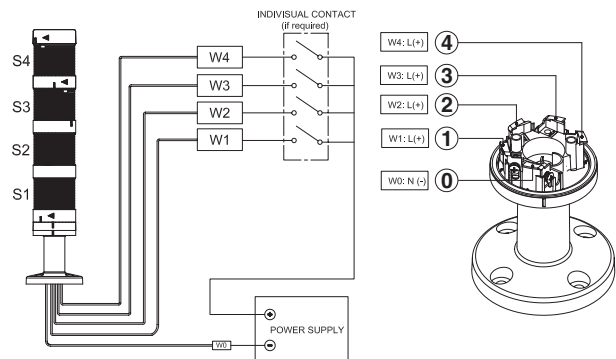 INDIVISUAL CONTACT
(if required)
S4
S3
S2
S1
W4
W3
W2
W1
W0
+
POWER SUPPLY
−
W4: L(+) 4
W3: L(+) 3
W2: L(+) 2
W1: L(+) 1
W0: N (-) 0